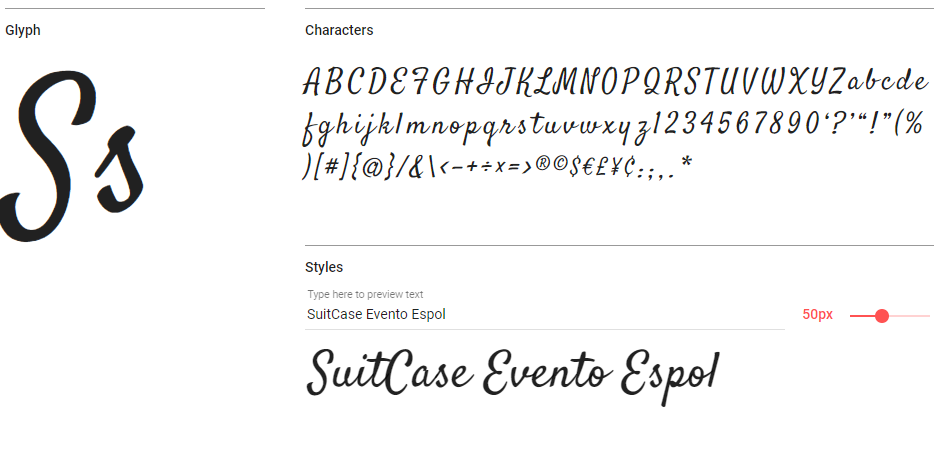 Glyph
Ss
Characters
ABCDEFGHIJKLMNOPQRSTUVWXYZabcde
fghijklmnopqrstuvwxyz1234567890‘?’“!”(%
)[#]{@}/&\<-+÷×=>®©$€£¥¢:;,.*
Styles
Type here to preview text
SuitCase Evento Espol
50px
SuitCase Evento Espol